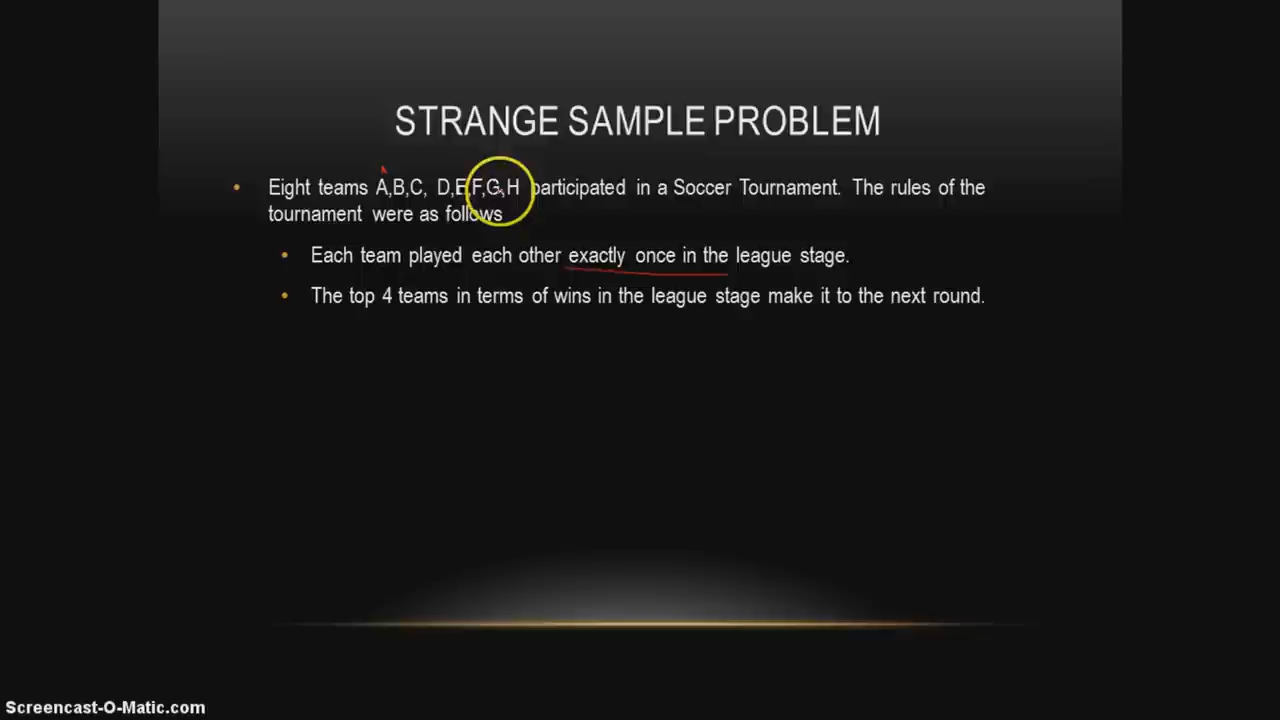 STRANGE SAMPLE PROBLEM
• Eight teams A,B,C, D,E,F,G,H participated in a Soccer Tournament. The rules of the
tournament were as follows
• Each team played each other exactly once in the league stage.
• The top 4 teams in terms of wins in the league stage make it to the next round.
Screencast-O-Matic.com